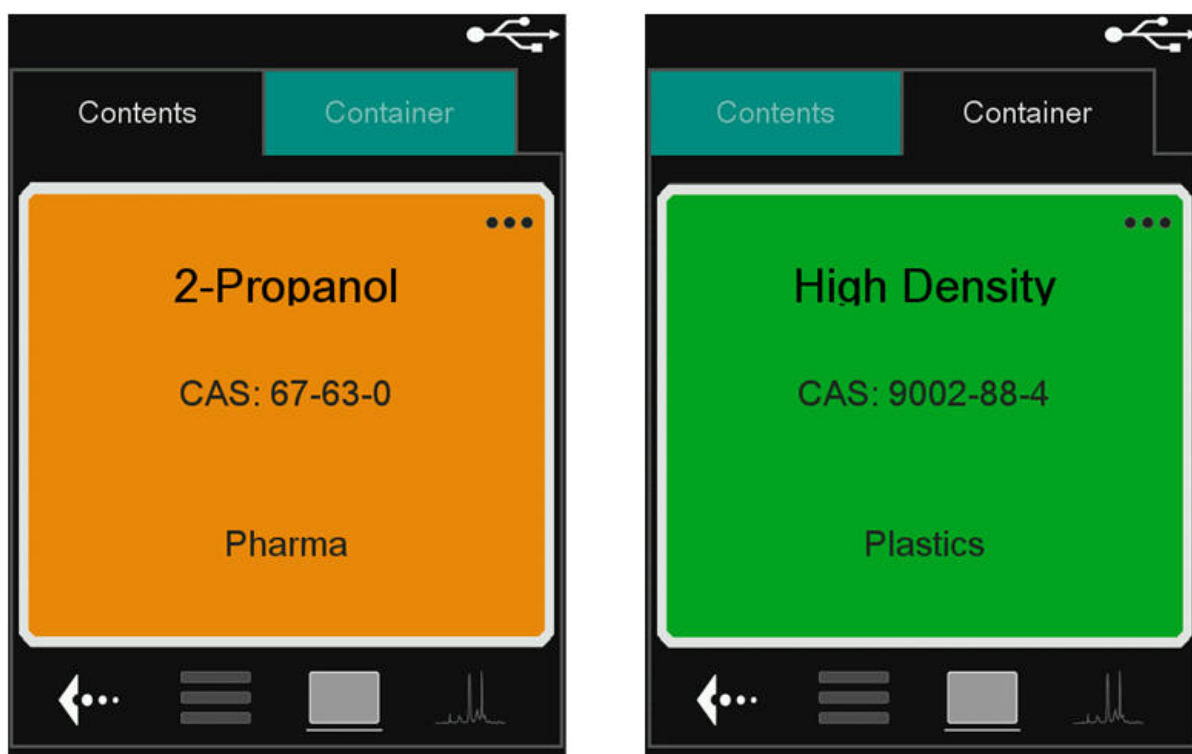 Contents
Container
2-Propanol
CAS: 67-63-0
Pharma
Contents
Container
High Density
CAS: 9002-88-4
Plastics